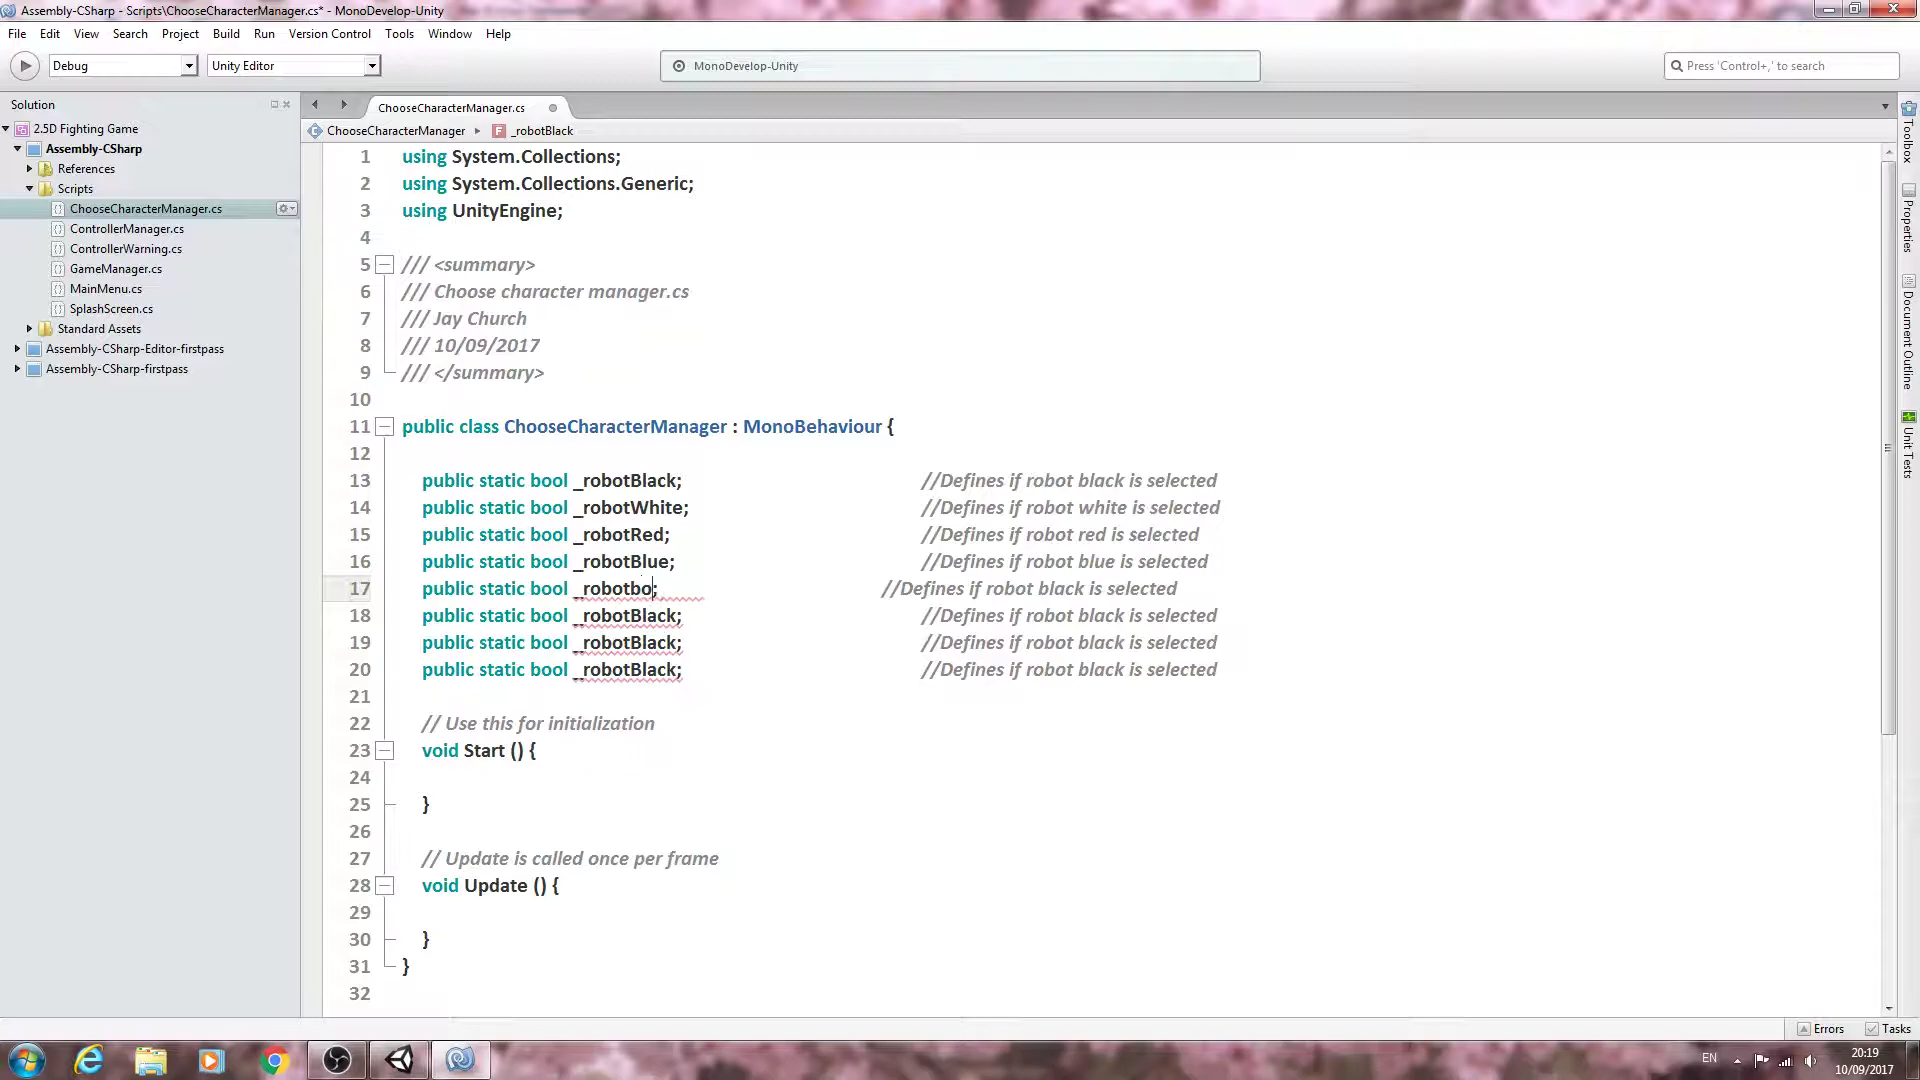 Assembly-CSharp - Scripts\ChooseCharacterManager.cs* - MonoDevelop-Unity
File Edit View Search Project Build Run Version Control Tools Window Help
Debug Unity Editor MonoDevelop-Unity Press 'Control+,' to search
Solution
2.5D Fighting Game
Assembly-CSharp
References
Scripts
ChooseCharacterManager.cs
ControllerManager.cs
ControllerWarning.cs
GameManager.cs
MainMenu.cs
SplashScreen.cs
Standard Assets
Assembly-CSharp-Editor-firstpass
Assembly-CSharp-firstpass
ChooseCharacterManager.cs
ChooseCharacterManager F _robotBlack
1 using System.Collections;
2 using System.Collections.Generic;
3 using UnityEngine;
4
5 /// <summary>
6 /// Choose character manager.cs
7 /// Jay Church
8 /// 10/09/2017
9 /// </summary>
10
11 public class ChooseCharacterManager : MonoBehaviour {
12
13 public static bool _robotBlack; //Defines if robot black is selected
14 public static bool _robotWhite; //Defines if robot white is selected
15 public static bool _robotRed; //Defines if robot red is selected
16 public static bool _robotBlue; //Defines if robot blue is selected
17 public static bool _robotbo; //Defines if robot black is selected
18 public static bool _robotBlack; //Defines if robot black is selected
19 public static bool _robotBlack; //Defines if robot black is selected
20 public static bool _robotBlack; //Defines if robot black is selected
21
22 // Use this for initialization
23 void Start () {
24
25 }
26
27 // Update is called once per frame
28 void Update () {
29
30 }
31 }
32
Toolbox
Properties
Document Outline
Unit Tests
Errors Tasks
EN
20:19
10/09/2017